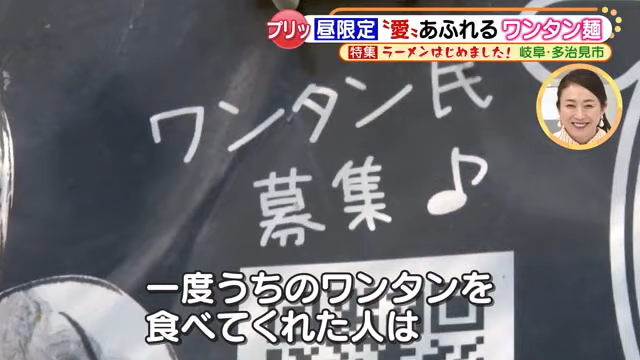 プリッ 昼限定 〝愛〟あふれる ワンタン麺
特集 ラーメンはじめました! 岐阜・多治見市
ワンタン民
募集♪
一度うちのワンタンを
食べてくれた人は